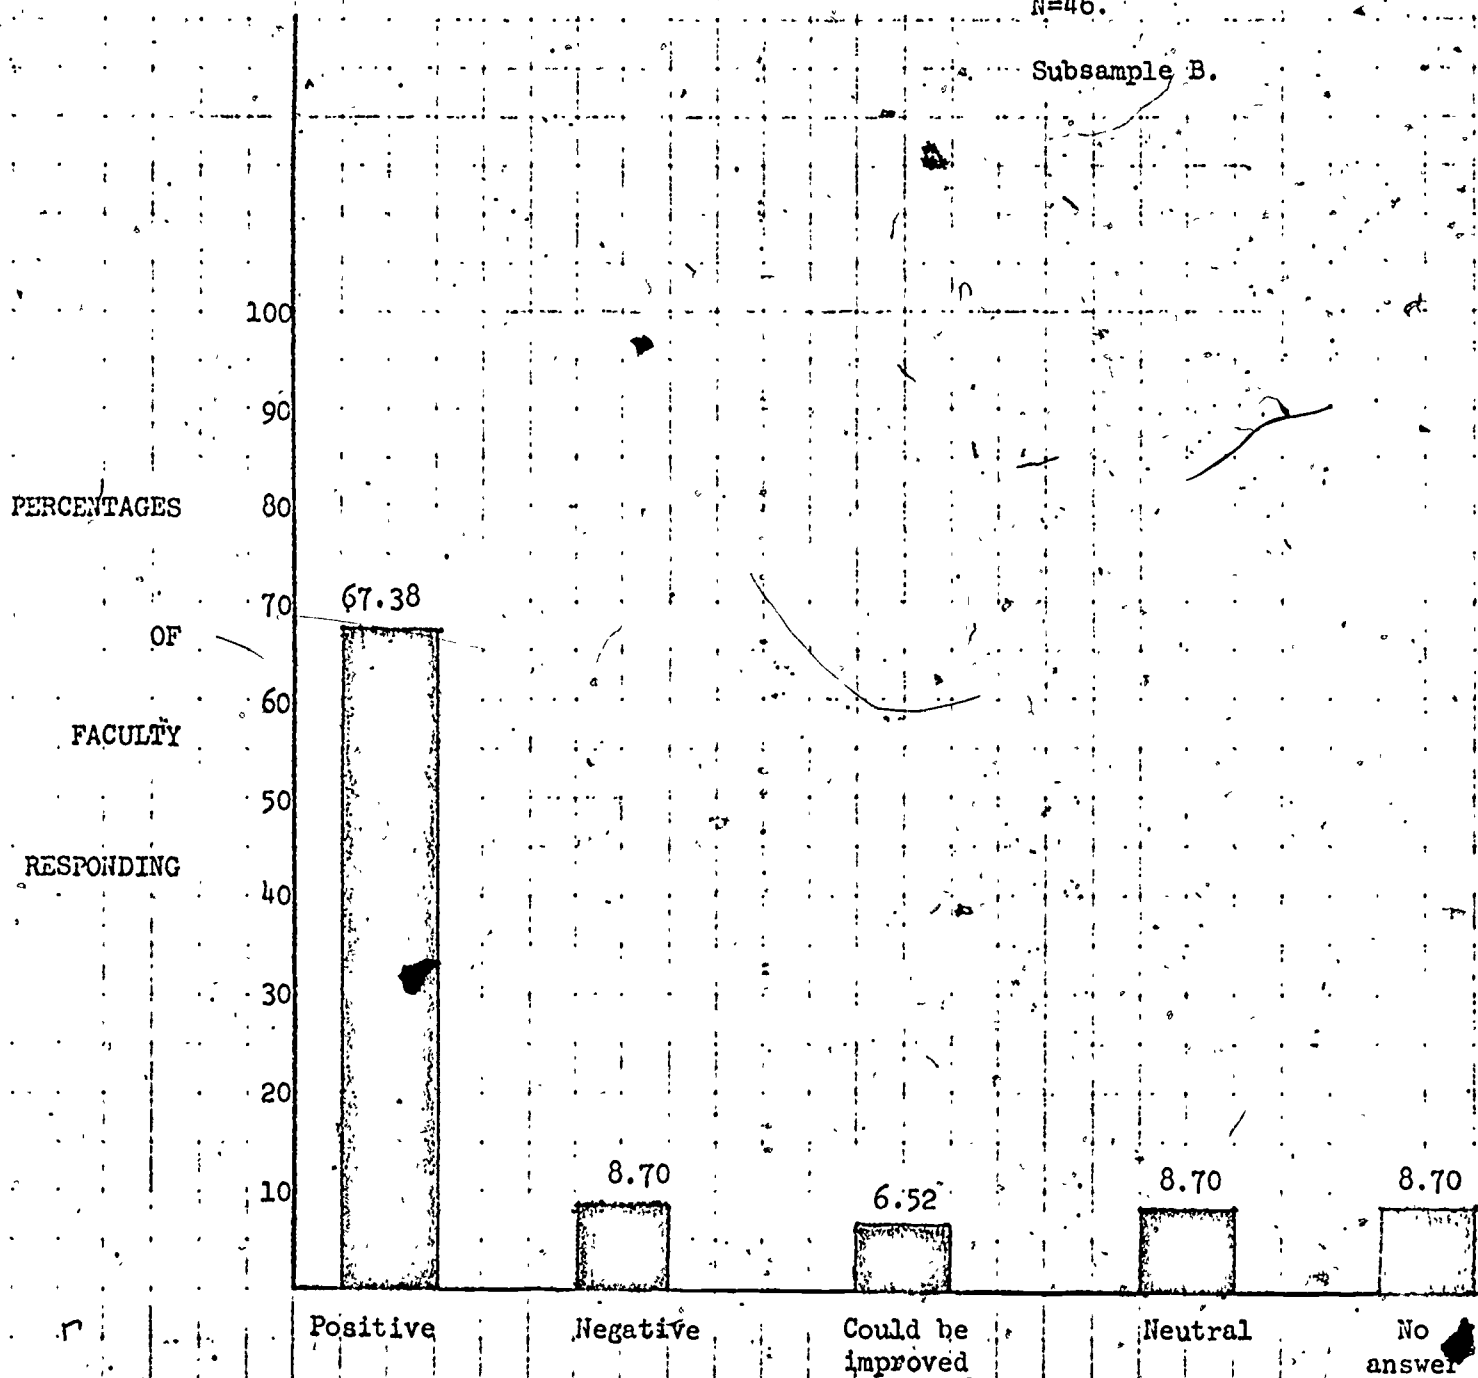 N=46.
Subsample B.
100
90
PERCENTAGES 80
70 67.38
OF
60
FACULTY
50
RESPONDING
40
30
20
10 8.70 6.52 8.70 8.70
Positive Negative Could be improved Neutral No answer